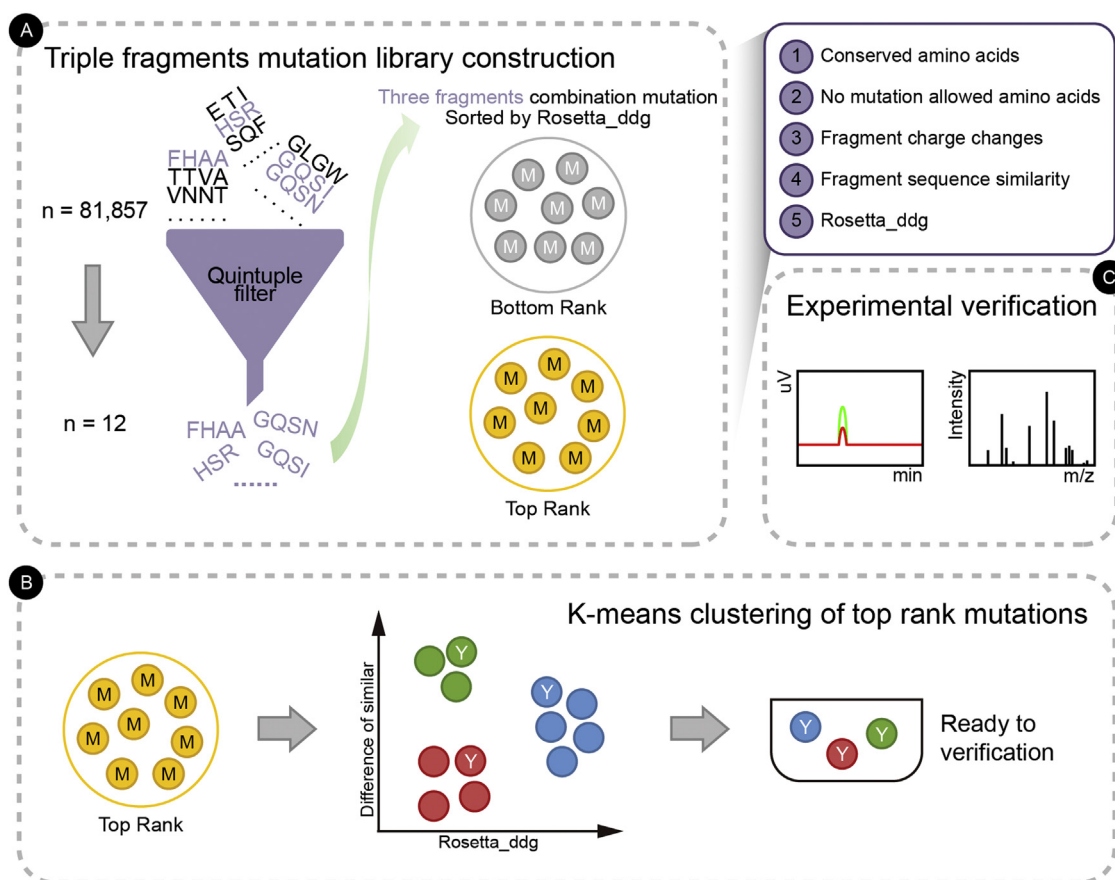 A
Triple fragments mutation library construction
ETI
HSR
SQF
......
FHAA
TTVA
VNNT
......
GLGW
GQSI
GQSN
......
n = 81,857
Quintuple
filter
n = 12
FHAA
GQSN
HSR
GQSI
......
Three fragments combination mutation
Sorted by Rosetta_ddg
M
M
M
M
M
M
M
M
Bottom Rank
M
M
M
M
M
M
M
M
Top Rank
1 Conserved amino acids
2 No mutation allowed amino acids
3 Fragment charge changes
4 Fragment sequence similarity
5 Rosetta_ddg
C
Experimental verification
uV
min
Intensity
m/z
B
K-means clustering of top rank mutations
M
M
M
M
M
M
M
M
Top Rank
Difference of similar
Rosetta_ddg
Y
Y
Y
Y
Y
Y
Ready to
verification